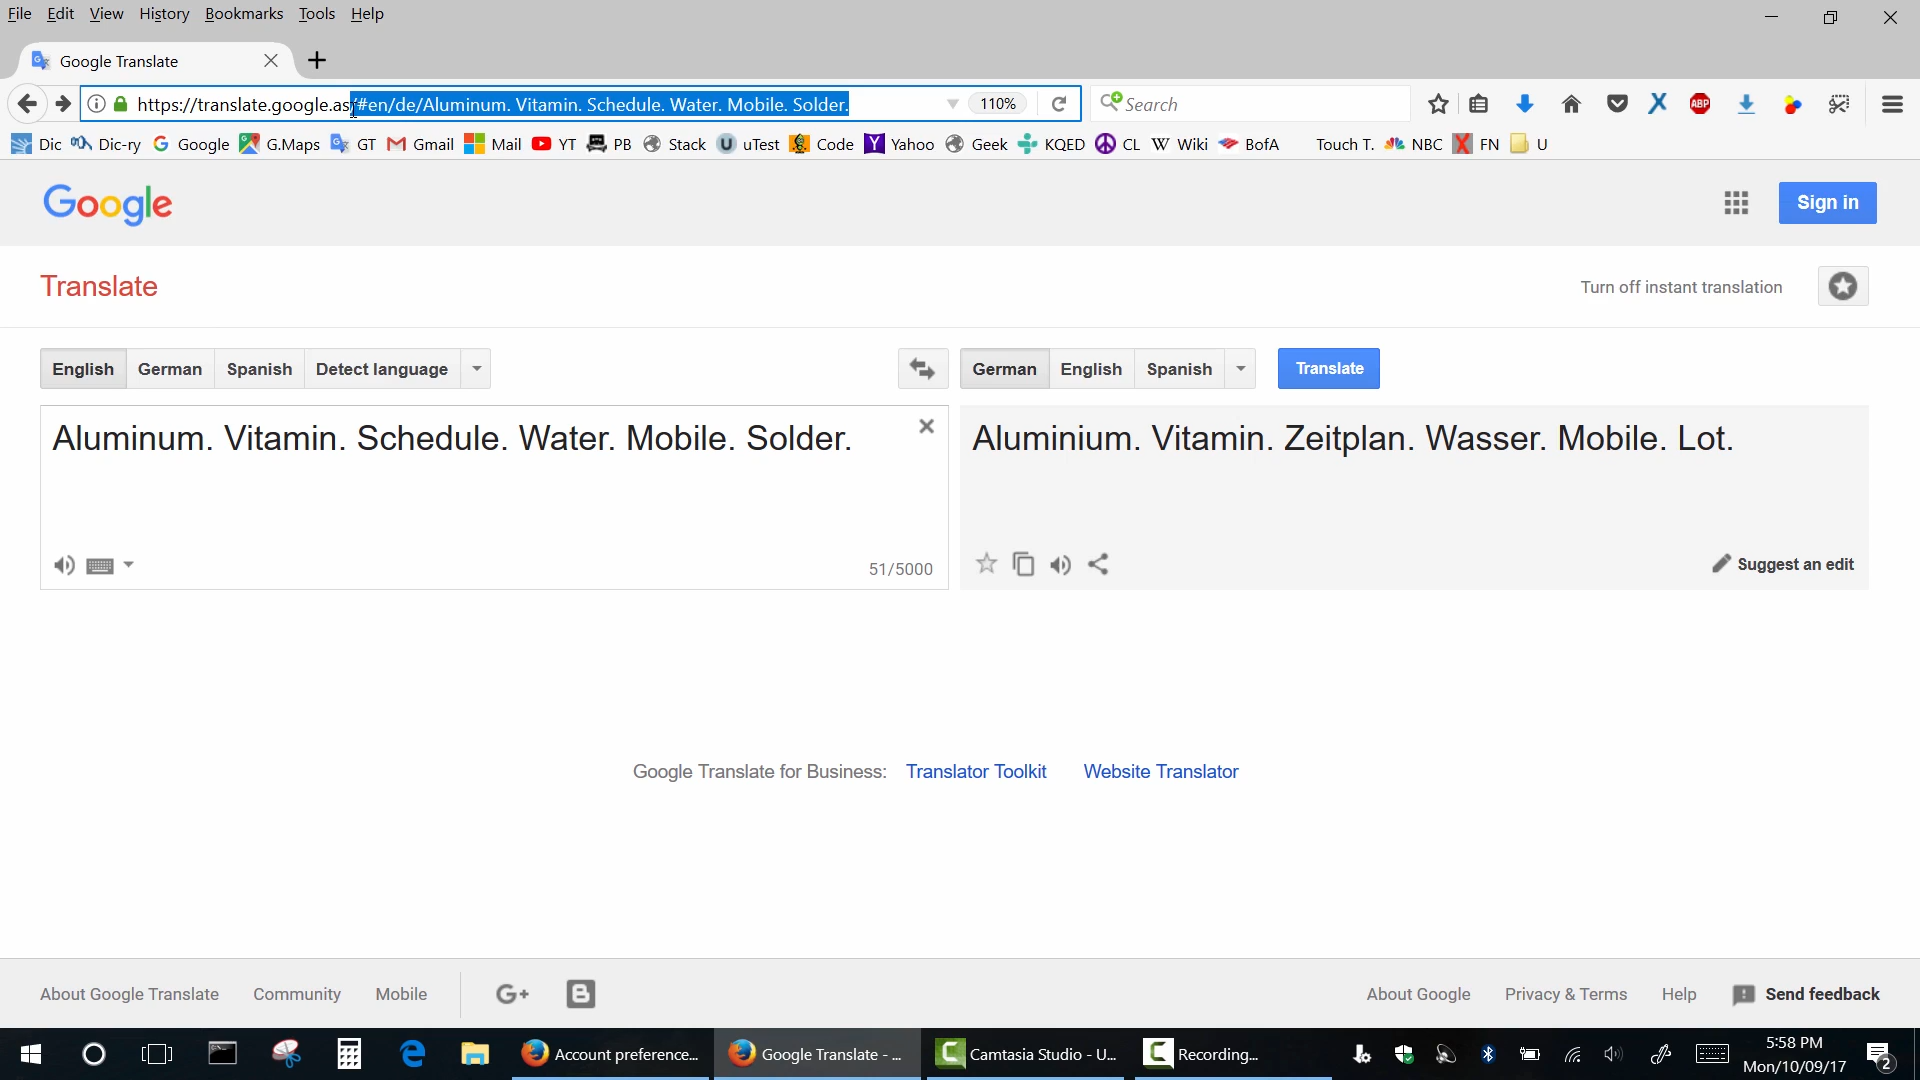 File Edit View History Bookmarks Tools Help
Google Translate
https://translate.google.as/#en/de/Aluminum. Vitamin. Schedule. Water. Mobile. Solder.
110%
Search
ABP
Dic Dic-ry Google G.Maps GT Gmail Mail YT PB Stack uTest Code Yahoo Geek KQED CL Wiki BofA Touch T. NBC FN U
Google
Sign in
Translate
Turn off instant translation
English German Spanish Detect language
German English Spanish
Translate
Aluminum. Vitamin. Schedule. Water. Mobile. Solder.
51/5000
Aluminium. Vitamin. Zeitplan. Wasser. Mobile. Lot.
Suggest an edit
Google Translate for Business: Translator Toolkit Website Translator
About Google Translate Community Mobile G+
About Google Privacy & Terms Help Send feedback
Account preference...
Google Translate - ...
Camtasia Studio - U...
Recording...
5:58 PM
Mon/10/09/17
2